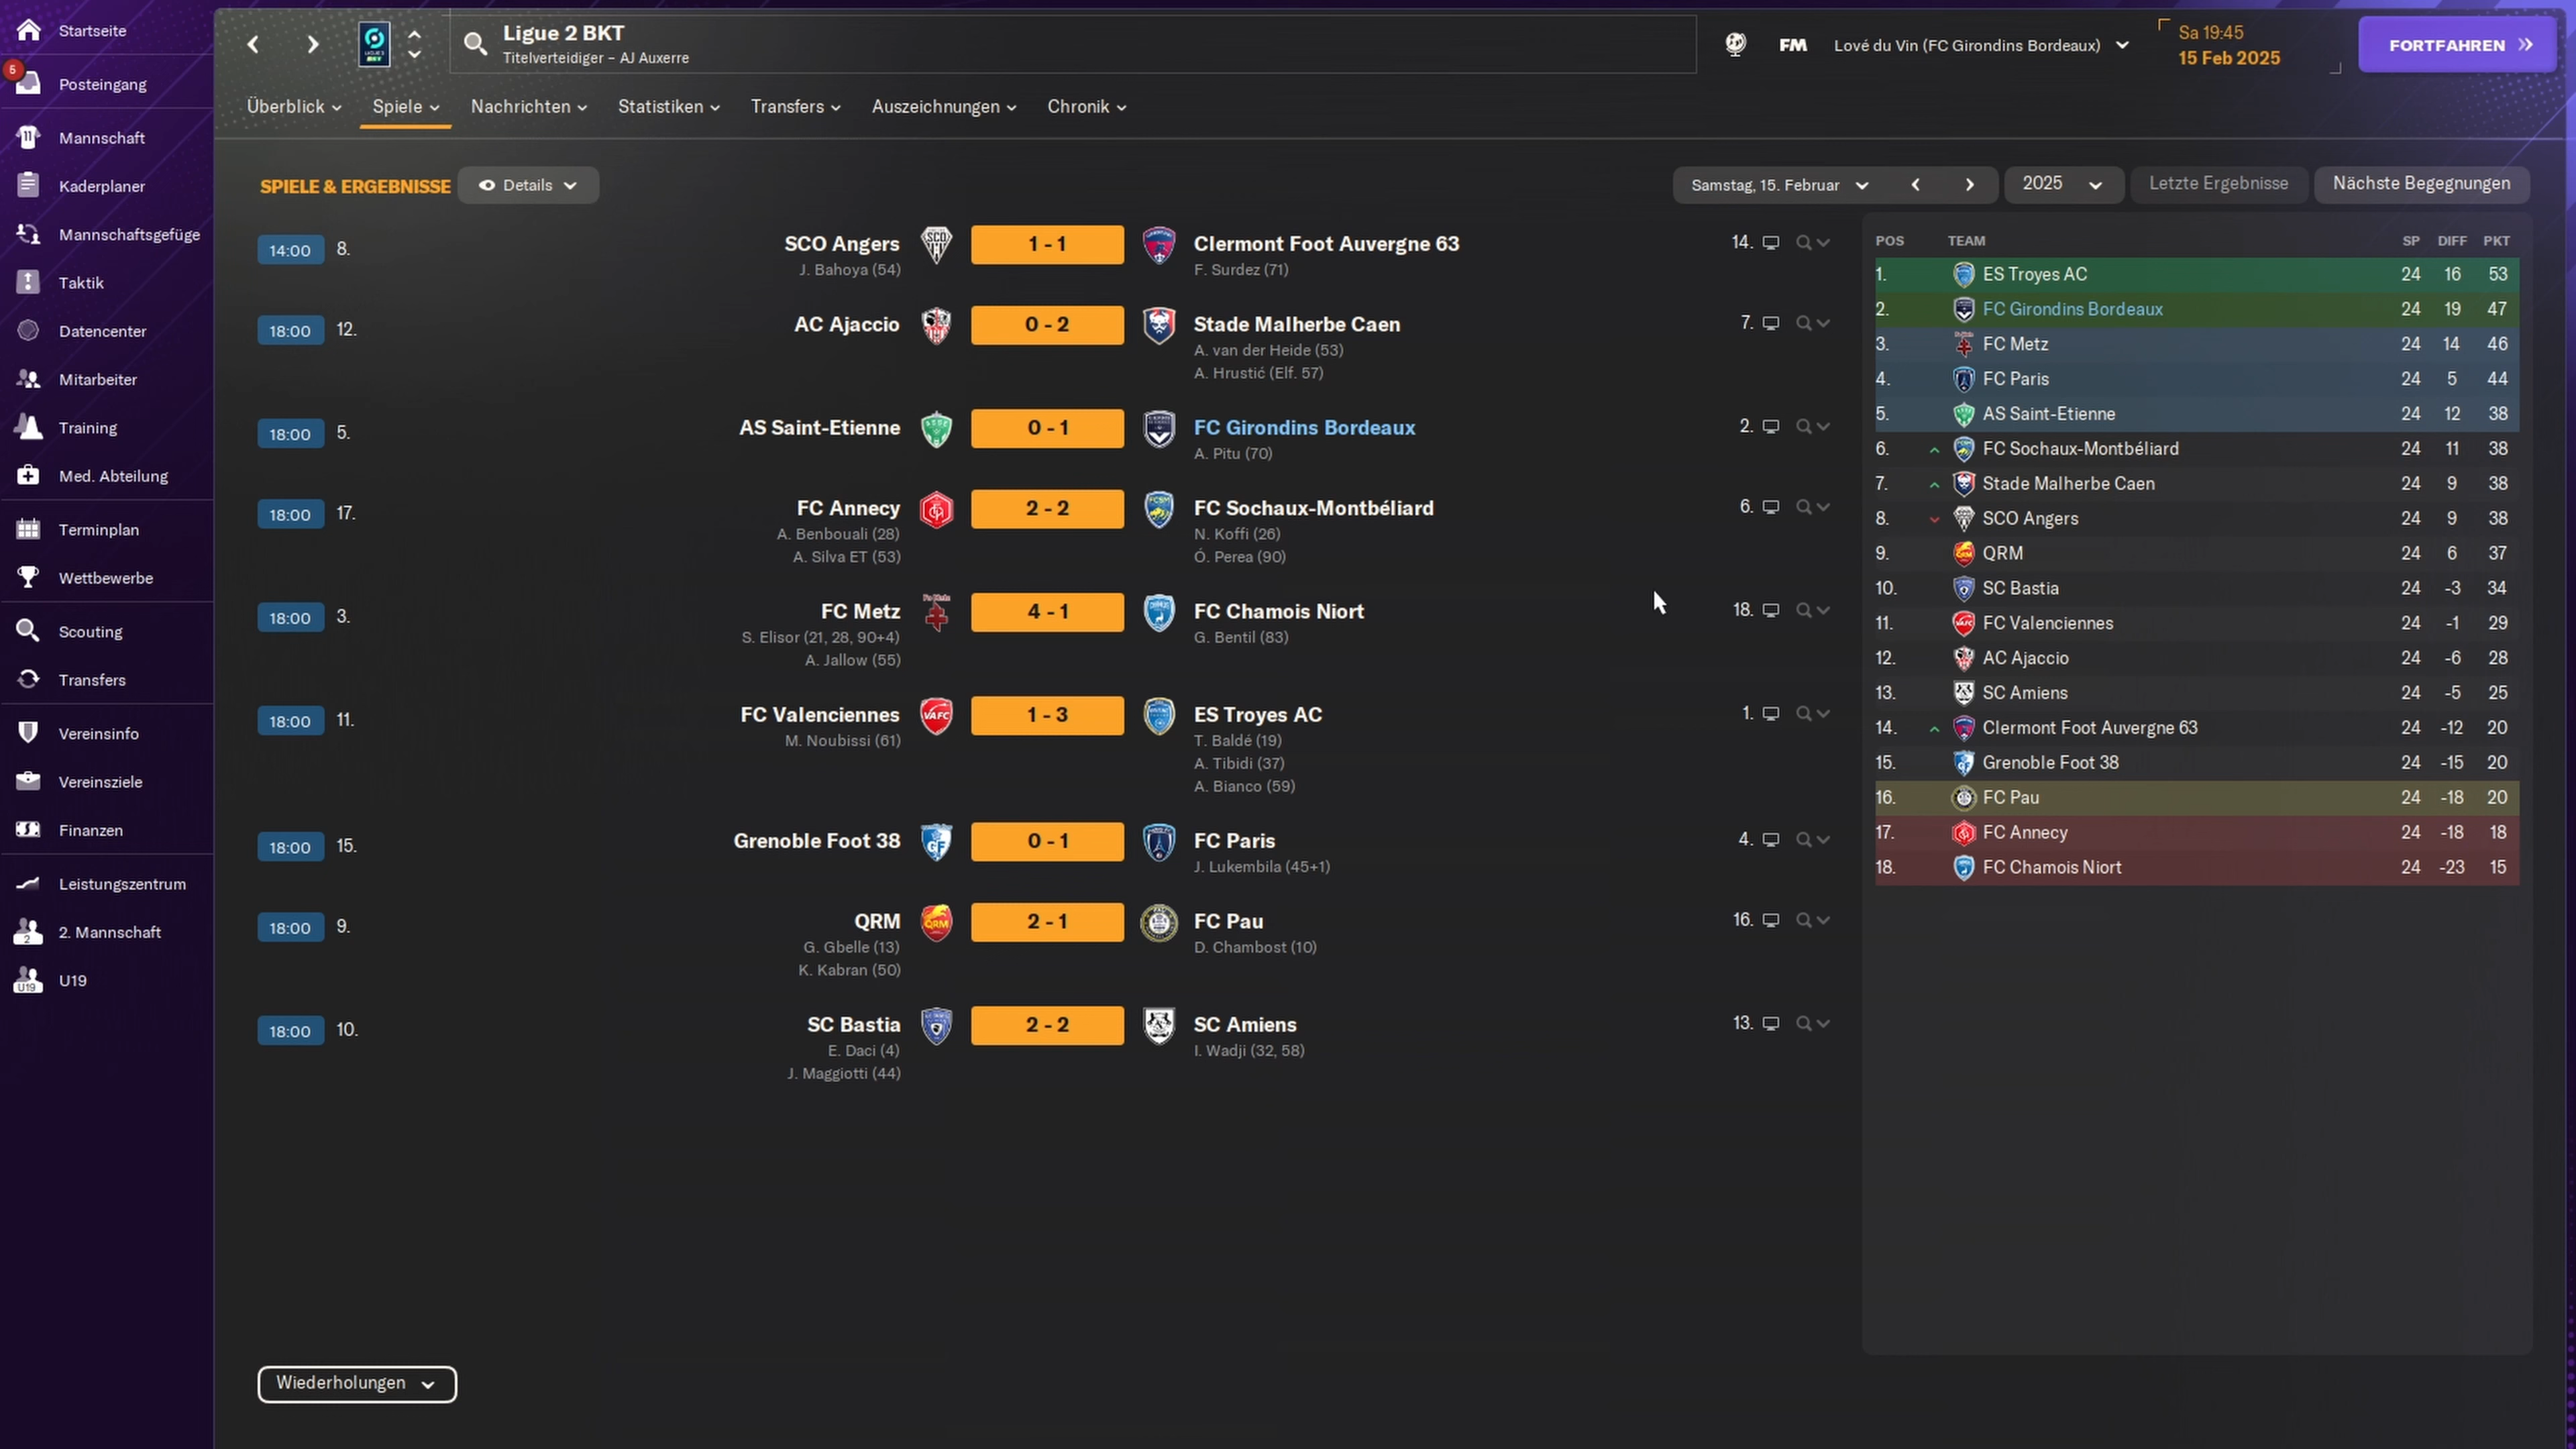 Startseite
5
Posteingang
Mannschaft
Kaderplaner
Mannschaftsgefüge
Taktik
Datencenter
Mitarbeiter
Training
Med. Abteilung
Terminplan
Wettbewerbe
Scouting
Transfers
Vereinsinfo
Vereinsziele
Finanzen
Leistungszentrum
2. Mannschaft
U19
Ligue 2 BKT
Titelverteidiger – AJ Auxerre
FM
Lové du Vin (FC Girondins Bordeaux)
Sa 19:45
15 Feb 2025
FORTFAHREN
Überblick Spiele Nachrichten Statistiken Transfers Auszeichnungen Chronik
SPIELE & ERGEBNISSE Details
Samstag, 15. Februar 2025 Letzte Ergebnisse Nächste Begegnungen
14:00 8. SCO Angers 1 - 1 Clermont Foot Auvergne 63 14.
J. Bahoya (54) F. Surdez (71)
18:00 12. AC Ajaccio 0 - 2 Stade Malherbe Caen 7.
A. van der Heide (53)
A. Hrustić (Elf. 57)
18:00 5. AS Saint-Etienne 0 - 1 FC Girondins Bordeaux 2.
A. Pitu (70)
18:00 17. FC Annecy 2 - 2 FC Sochaux-Montbéliard 6.
A. Benbouali (28) N. Koffi (26)
A. Silva ET (53) Ó. Perea (90)
18:00 3. FC Metz 4 - 1 FC Chamois Niort 18.
S. Elisor (21, 28, 90+4) G. Bentil (83)
A. Jallow (55)
18:00 11. FC Valenciennes 1 - 3 ES Troyes AC 1.
M. Noubissi (61) T. Baldé (19)
A. Tibidi (37)
A. Bianco (59)
18:00 15. Grenoble Foot 38 0 - 1 FC Paris 4.
J. Lukembila (45+1)
18:00 9. QRM 2 - 1 FC Pau 16.
G. Gbelle (13) D. Chambost (10)
K. Kabran (50)
18:00 10. SC Bastia 2 - 2 SC Amiens 13.
E. Daci (4) I. Wadji (32, 58)
J. Maggiotti (44)
POS TEAM SP DIFF PKT
1. ES Troyes AC 24 16 53
2. FC Girondins Bordeaux 24 19 47
3. FC Metz 24 14 46
4. FC Paris 24 5 44
5. AS Saint-Etienne 24 12 38
6. FC Sochaux-Montbéliard 24 11 38
7. Stade Malherbe Caen 24 9 38
8. SCO Angers 24 9 38
9. QRM 24 6 37
10. SC Bastia 24 -3 34
11. FC Valenciennes 24 -1 29
12. AC Ajaccio 24 -6 28
13. SC Amiens 24 -5 25
14. Clermont Foot Auvergne 63 24 -12 20
15. Grenoble Foot 38 24 -15 20
16. FC Pau 24 -18 20
17. FC Annecy 24 -18 18
18. FC Chamois Niort 24 -23 15
Wiederholungen